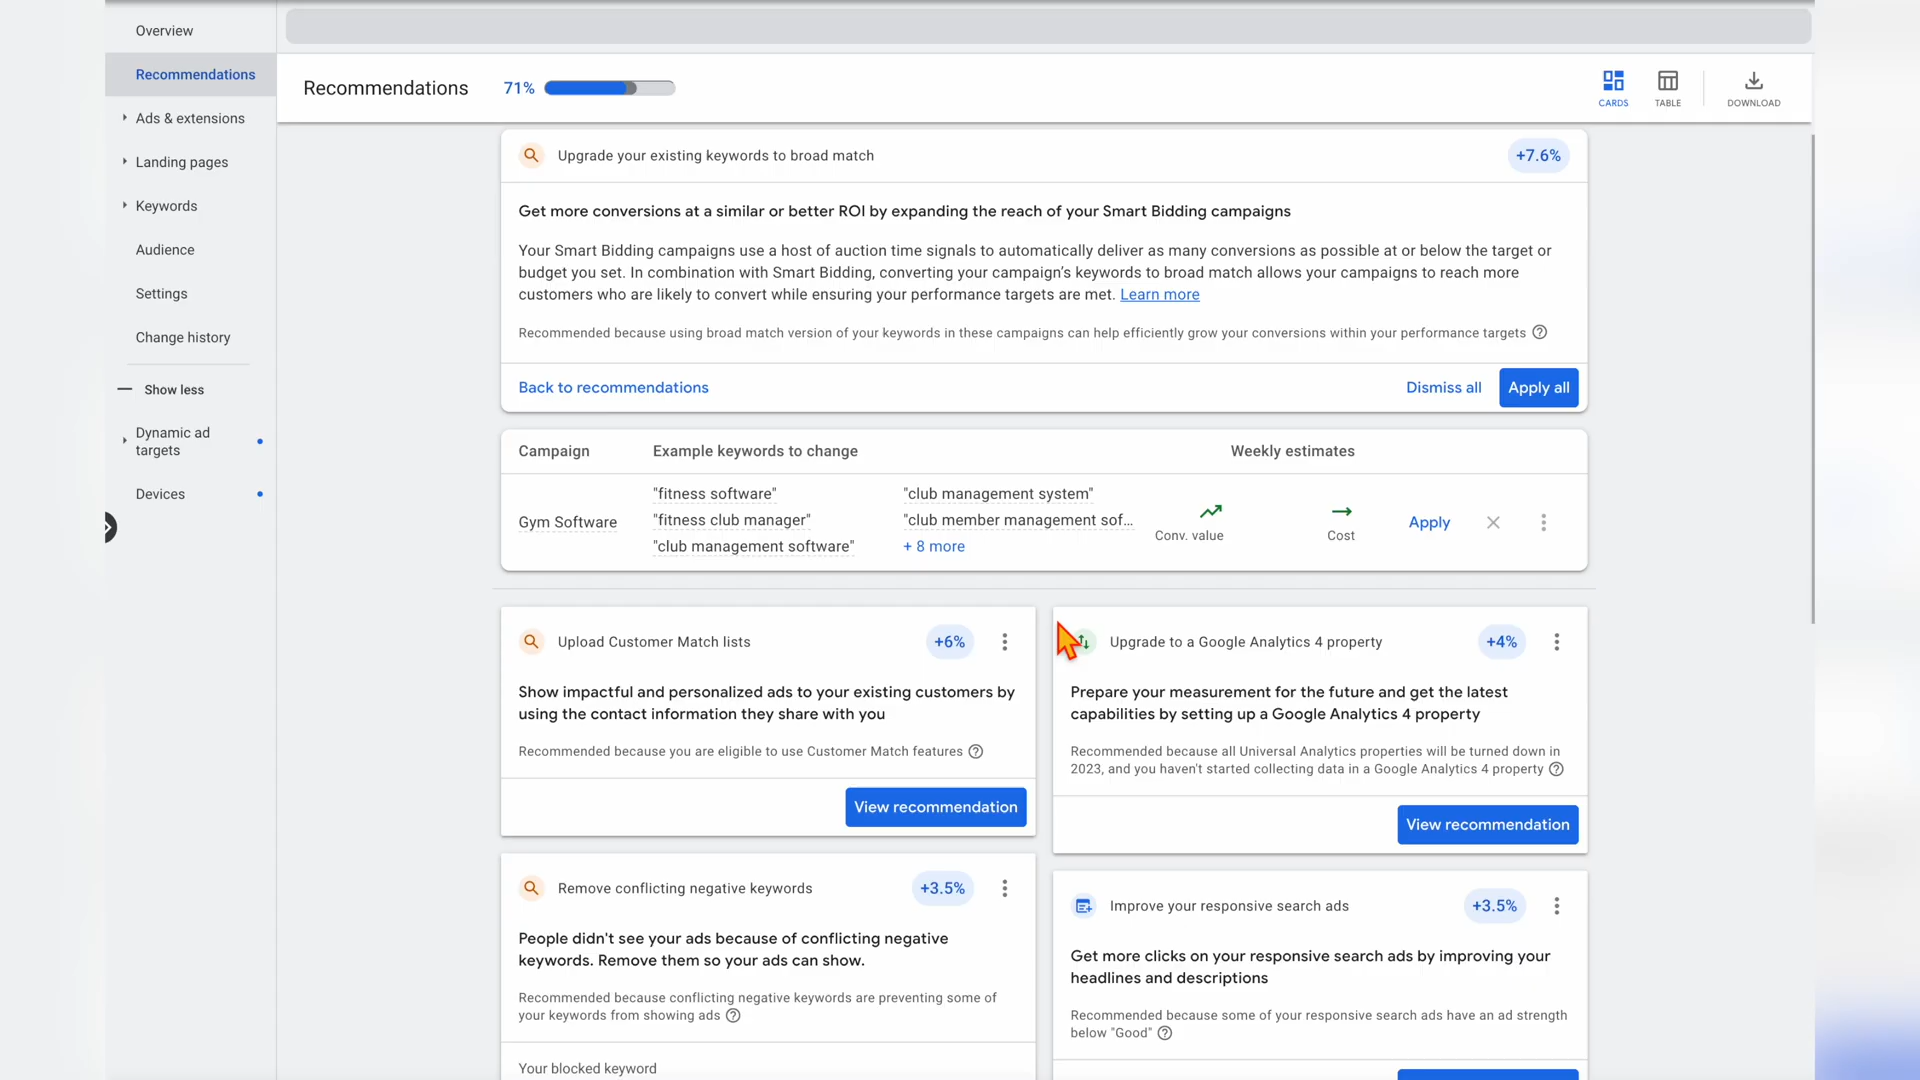 Overview
Recommendations
Ads & extensions
Landing pages
Keywords
Audience
Settings
Change history
Show less
Dynamic ad
targets
Devices
Recommendations 71%
CARDS
TABLE
DOWNLOAD
Upgrade your existing keywords to broad match
+7.6%
Get more conversions at a similar or better ROI by expanding the reach of your Smart Bidding campaigns
Your Smart Bidding campaigns use a host of auction time signals to automatically deliver as many conversions as possible at or below the target or
budget you set. In combination with Smart Bidding, converting your campaign's keywords to broad match allows your campaigns to reach more
customers who are likely to convert while ensuring your performance targets are met. Learn more
Recommended because using broad match version of your keywords in these campaigns can help efficiently grow your conversions within your performance targets
Back to recommendations
Dismiss all
Apply all
Campaign
Example keywords to change
Weekly estimates
Gym Software
"fitness software"
"fitness club manager"
"club management software"
"club management system"
"club member management sof...
+ 8 more
Conv. value
Cost
Apply
Upload Customer Match lists
+6%
Show impactful and personalized ads to your existing customers by
using the contact information they share with you
Recommended because you are eligible to use Customer Match features
View recommendation
Upgrade to a Google Analytics 4 property
+4%
Prepare your measurement for the future and get the latest
capabilities by setting up a Google Analytics 4 property
Recommended because all Universal Analytics properties will be turned down in
2023, and you haven't started collecting data in a Google Analytics 4 property
View recommendation
Remove conflicting negative keywords
+3.5%
People didn't see your ads because of conflicting negative
keywords. Remove them so your ads can show.
Recommended because conflicting negative keywords are preventing some of
your keywords from showing ads
Your blocked keyword
Improve your responsive search ads
+3.5%
Get more clicks on your responsive search ads by improving your
headlines and descriptions
Recommended because some of your responsive search ads have an ad strength
below "Good"